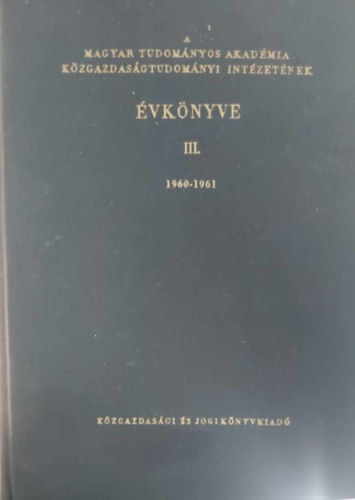 A
MAGYAR TUDOMÁNYOS AKADÉMIA
KÖZGAZDASÁGTUDOMÁNYI INTÉZETÉNEK
ÉVKÖNYVE
III.
1960-1961
KÖZGAZDASÁGI ÉS JOGI KÖNYVKIADÓ